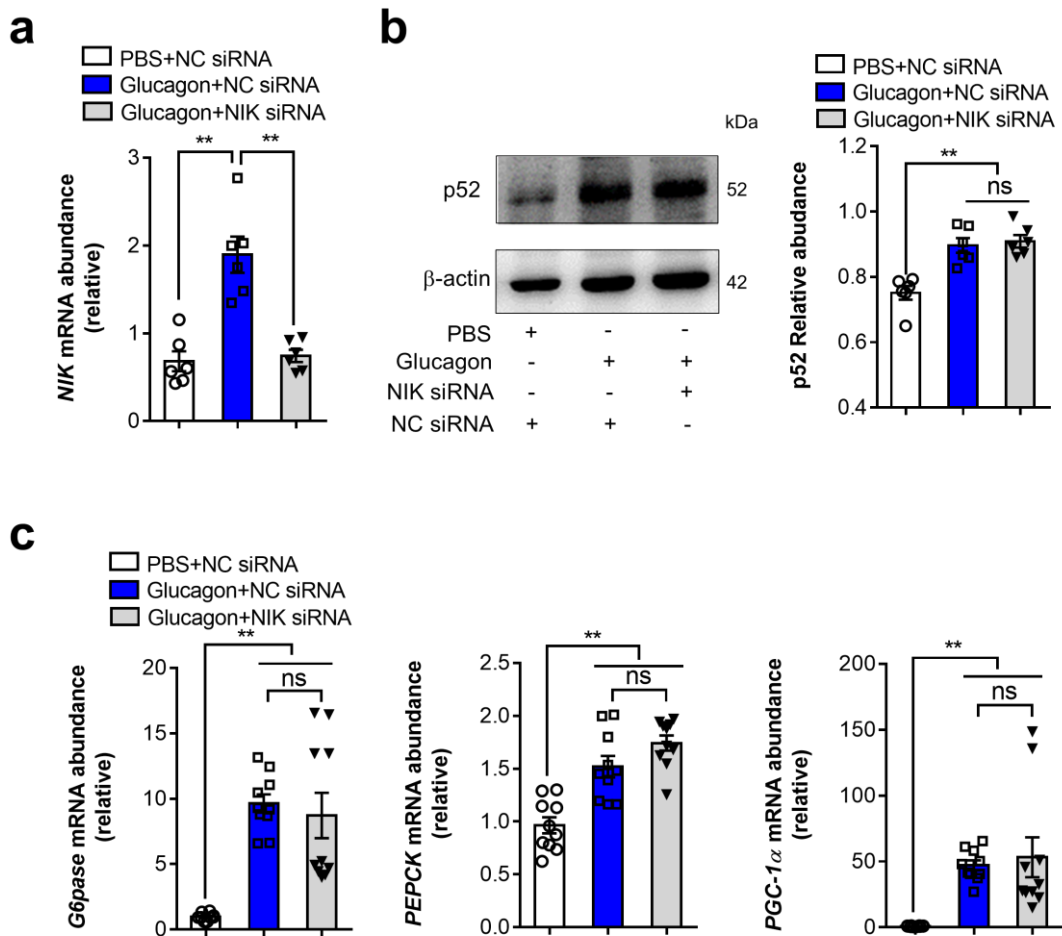 a
PBS+NC siRNA
Glucagon+NC siRNA
Glucagon+NIK siRNA
** **
3
2
1
0
NIK mRNA abundance
(relative)
b
kDa
p52 52
β-actin 42
PBS + - -
Glucagon - + +
NIK siRNA - - +
NC siRNA + + -
PBS+NC siRNA
Glucagon+NC siRNA
Glucagon+NIK siRNA
1.2
1.0
0.8
0.6
0.4
p52 Relative abudance
**
ns
c
PBS+NC siRNA
Glucagon+NC siRNA
Glucagon+NIK siRNA
**
ns
20
15
10
5
0
G6pase mRNA abundance
(relative)
**
ns
2.5
2.0
1.5
1.0
0.5
0.0
PEPCK mRNA abundance
(relative)
**
ns
200
150
100
50
0
PGC-1α mRNA abundance
(relative)